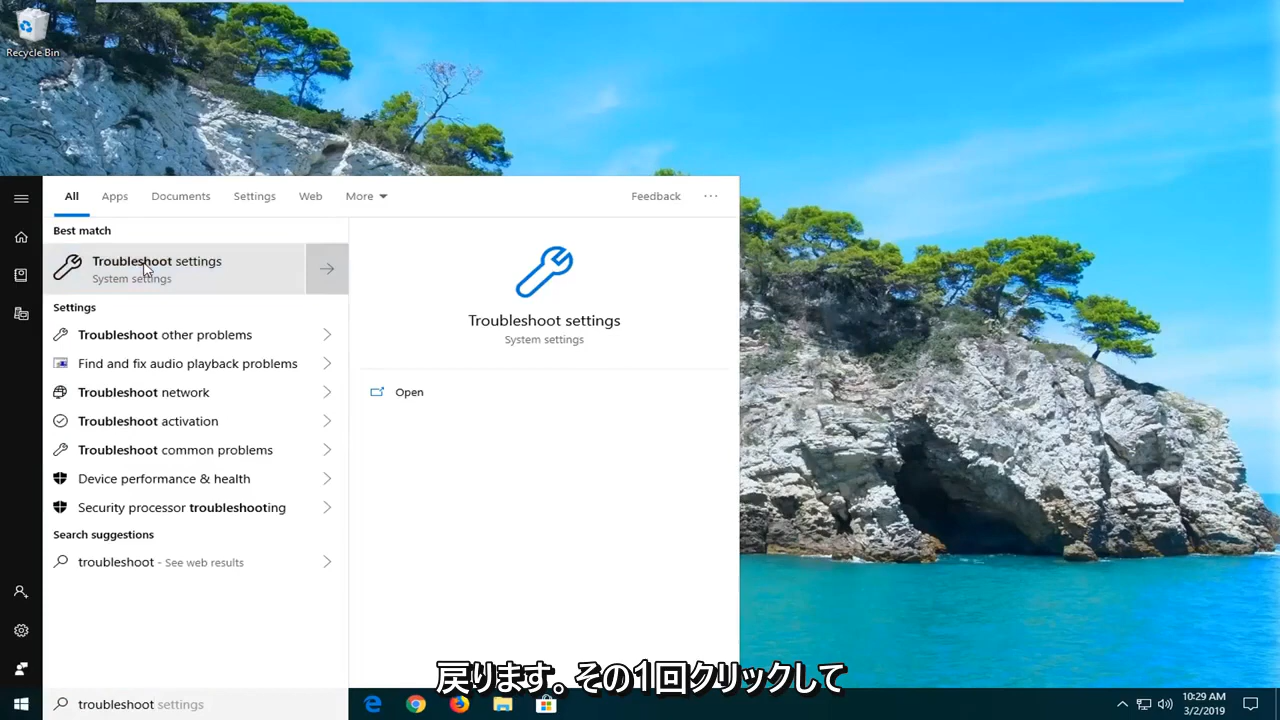 Recycle Bin
All
Apps
Documents
Settings
Web
More
Feedback
Best match
Troubleshoot settings
System settings
Settings
Troubleshoot other problems
Find and fix audio playback problems
Troubleshoot network
Troubleshoot activation
Troubleshoot common problems
Device performance & health
Security processor troubleshooting
Search suggestions
troubleshoot - See web results
Troubleshoot settings
System settings
Open
戻ります。その1回クリックして
troubleshoot settings
10:29 AM
3/2/2019